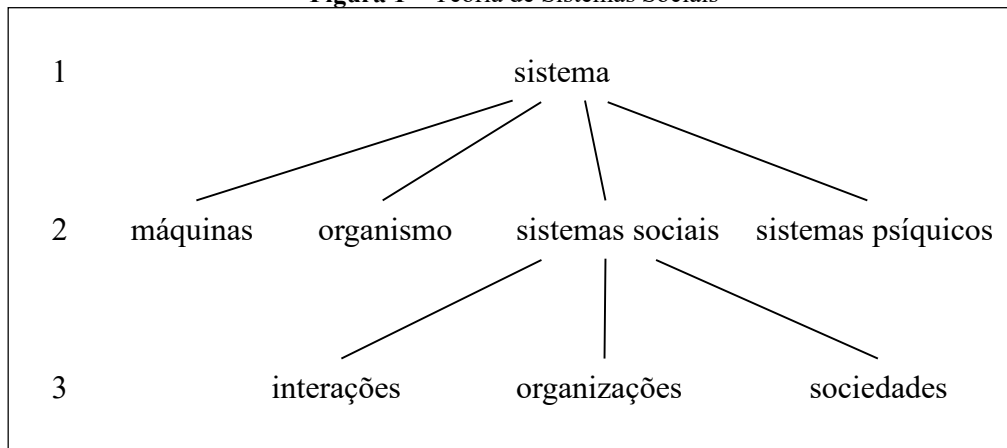 Figura 1 – Teoria de Sistemas Sociais
1 sistema
2 máquinas organismo sistemas sociais sistemas psíquicos
3 interações organizações sociedades